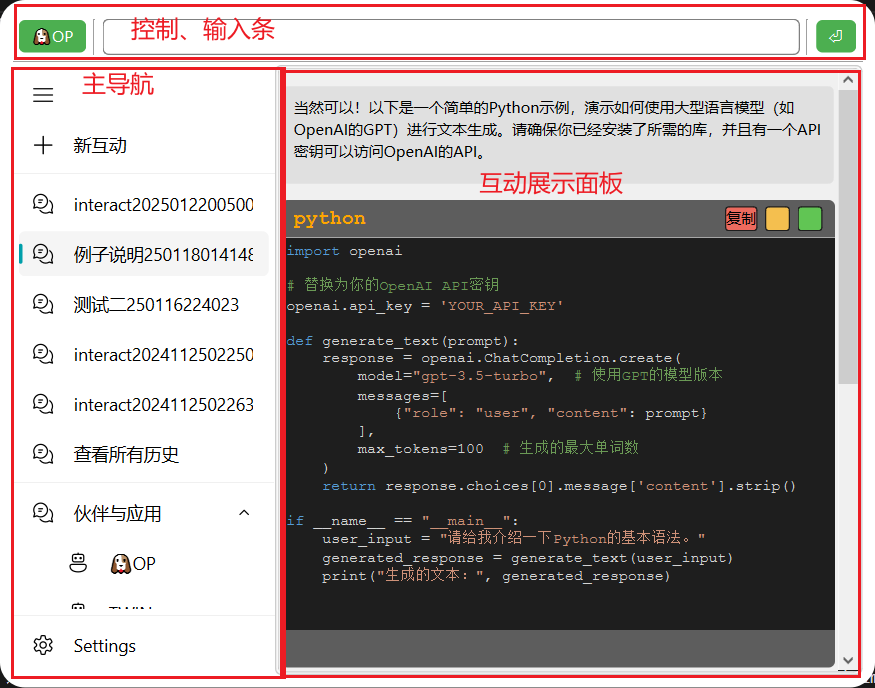 OP
控制、输入条
主导航
新互动
interact2025012200500
例子说明250118014148
测试二250116224023
interact2024112502250
interact2024112502263
查看所有历史
伙伴与应用
OP
Settings
当然可以！以下是一个简单的Python示例，演示如何使用大型语言模型（如
OpenAI的GPT）进行文本生成。请确保你已经安装了所需的库，并且有一个API
密钥可以访问OpenAI的API。
互动展示面板
python
复制
import openai
# 替换为你的OpenAI API密钥
openai.api_key = 'YOUR_API_KEY'
def generate_text(prompt):
response = openai.ChatCompletion.create(
model="gpt-3.5-turbo",  # 使用GPT的模型版本
messages=[
{"role": "user", "content": prompt}
],
max_tokens=100  # 生成的最大单词数
)
return response.choices[0].message['content'].strip()
if __name__ == "__main__":
user_input = "请给我介绍一下Python的基本语法。"
generated_response = generate_text(user_input)
print("生成的文本：", generated_response)